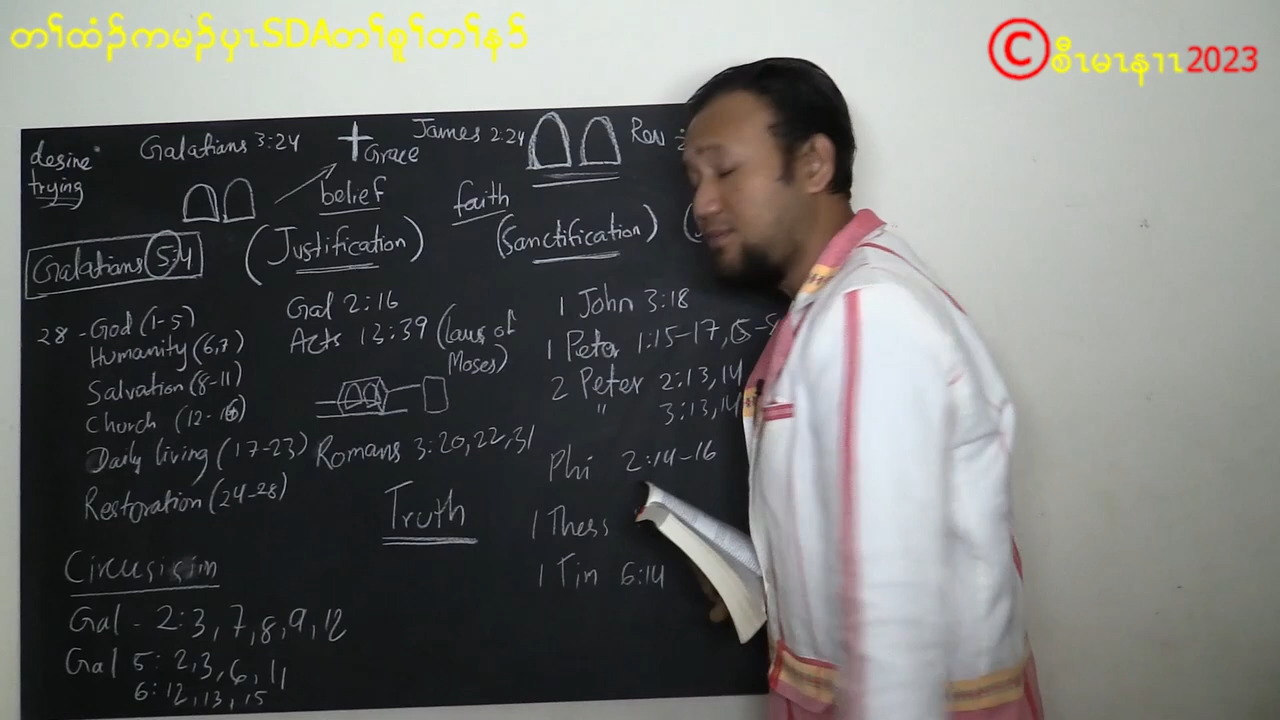 တၢ်ထံၣ်ကမၣ်ပှၤSDAတၢ်စူၢ်တၢ်နာ်
©စီၤမၤနၢၤ2023
desire
trying
Galatians 3:24
Grace
James 2:24
Rev
belief
faith
Galatians 5:4
(Justification)
(Sanctification)
(
28 - God (1-5)
Humanity (6,7)
Salvation (8-11)
Church (12-16)
Daily living (17-23)
Restoration (24-28)
Gal 2:16
Acts 13:39 (laws of
Moses)
Romans 3:20,22,31
Truth
1 John 3:18
1 Peter 1:15-17,
2 Peter 2:13,14
" 3:13,14
Phi 2:14-16
1 Thess
1 Tim 6:14
Circusisim
Gal - 2:3,7,8,9,12
Gal 5:2,3,6,11
6:12,13,15